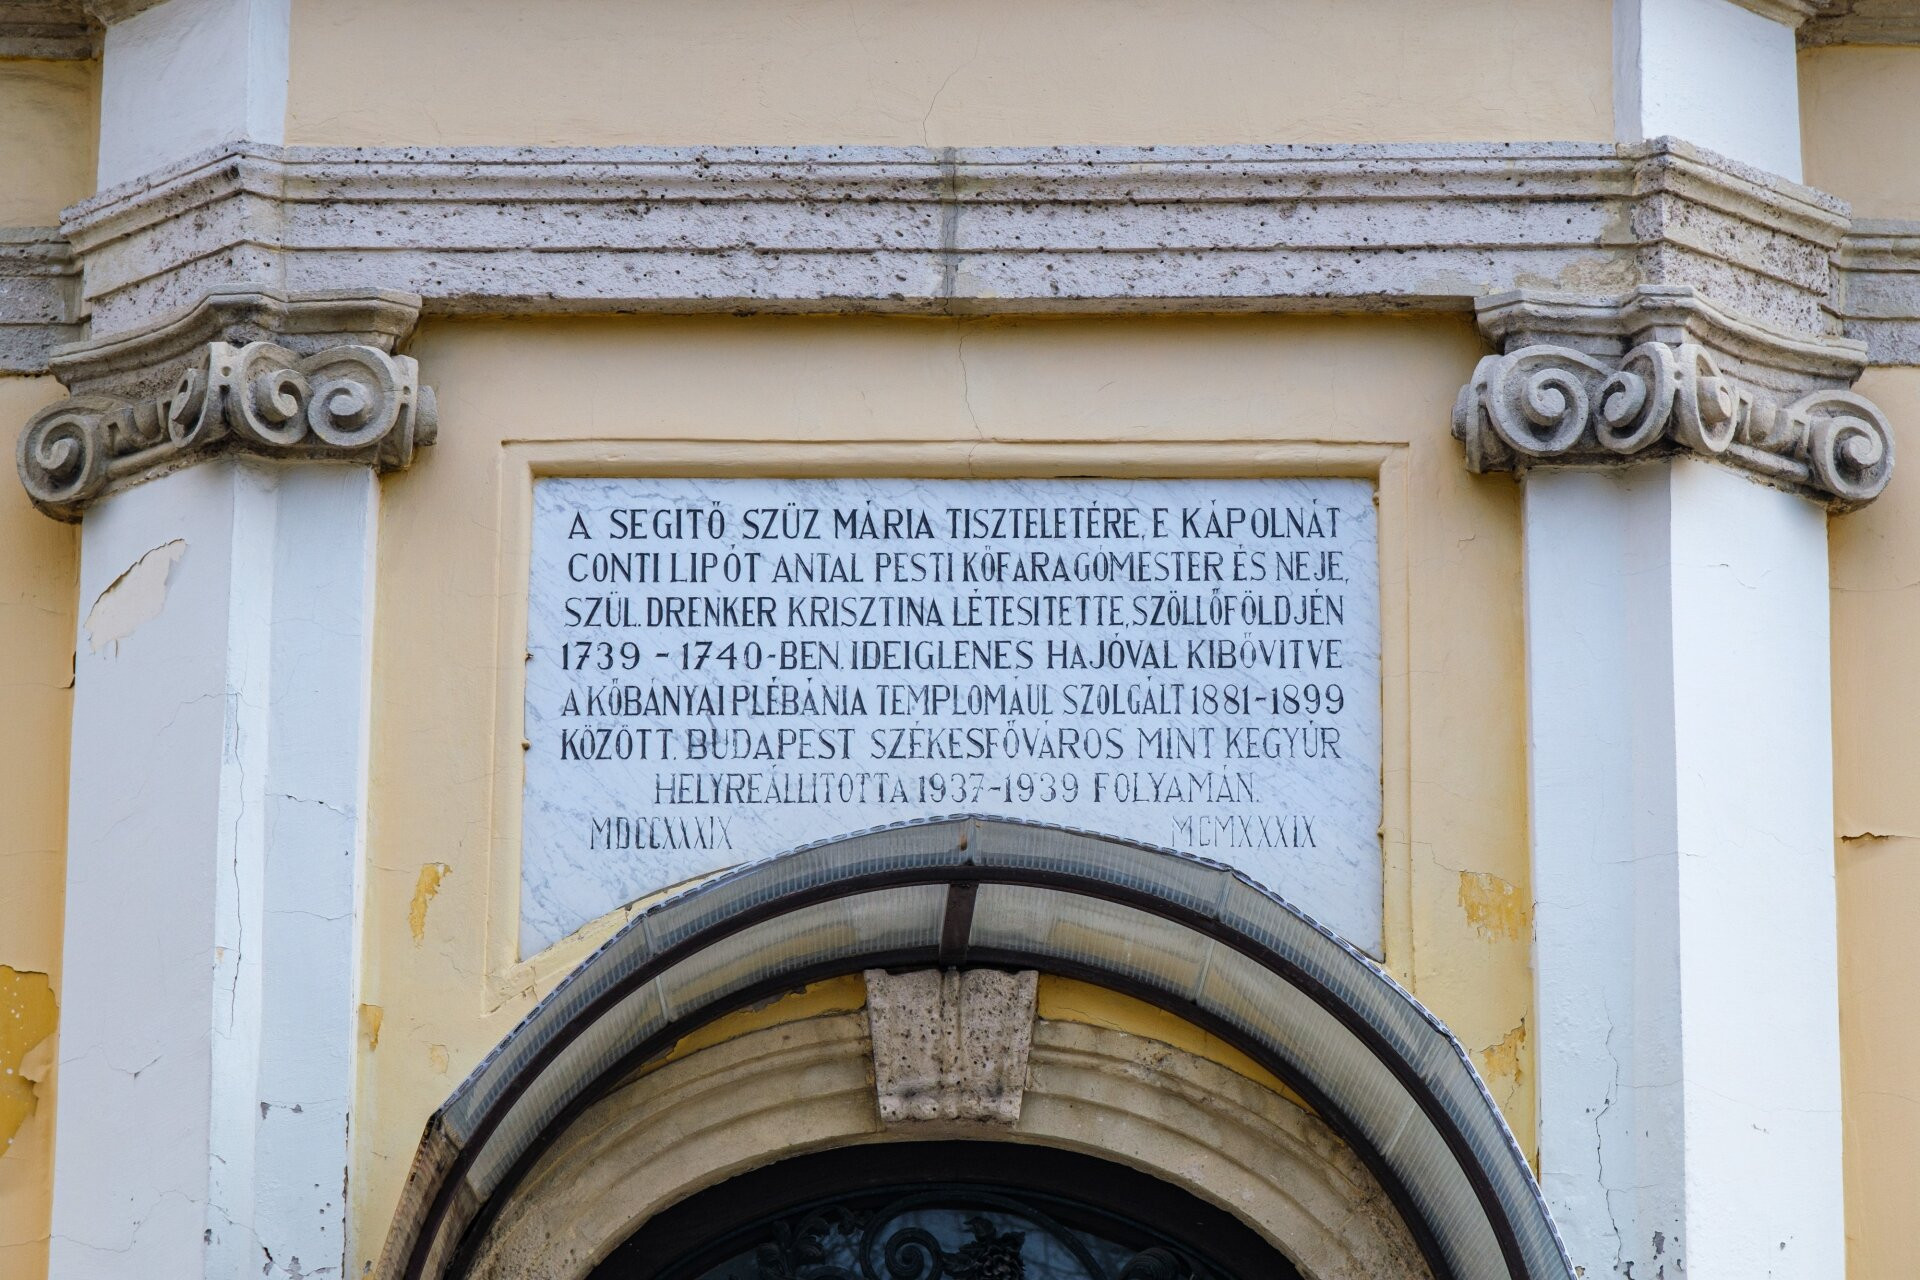 A SEGITŐ SZÜZ MÁRIA TISZTELETÉRE, E KÁPOLNÁT
CONTI LIPÓT ANTAL PESTI KŐFARAGÓMESTER ÉS NEJE,
SZÜL. DRENKER KRISZTINA LÉTESITETTE, SZÖLLŐFÖLDJÉN
1739 - 1740-BEN. IDEIGLENES HAJÓVAL KIBŐVITVE
A KŐBÁNYAI PLÉBÁNIA TEMPLOMÁUL SZOLGÁLT 1881-1899
KÖZÖTT. BUDAPEST SZÉKESFŐVÁROS MINT KEGYÚR
HELYREÁLLITOTTA 1937-1939 FOLYAMÁN.
MDCCXXXIX MCMXXXIX